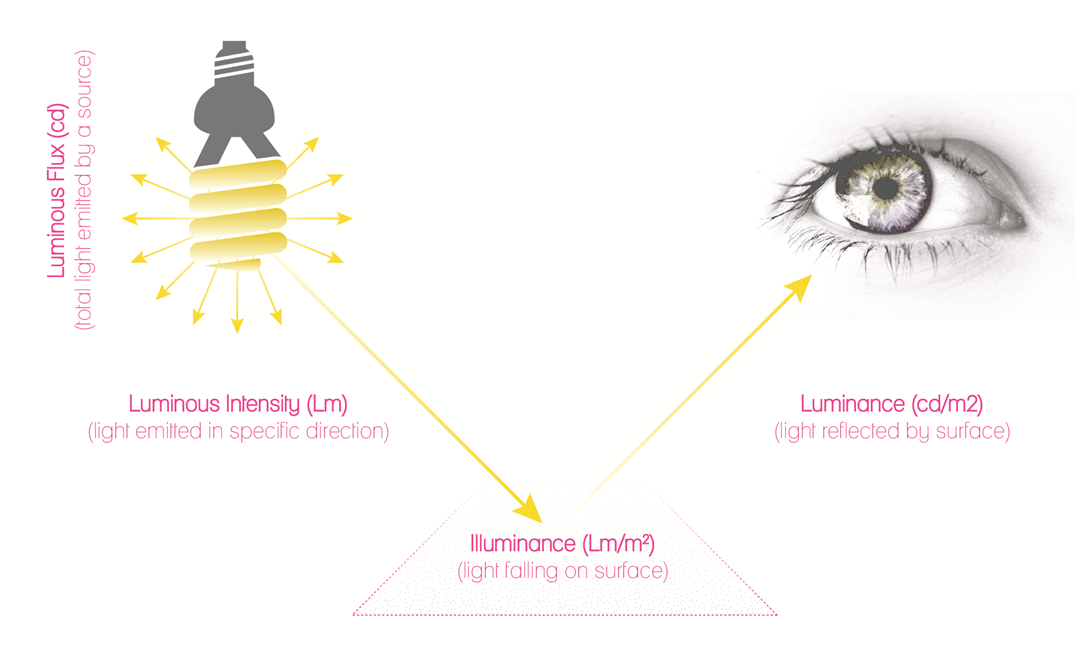 Luminous Flux (cd)
(total light emitted by a source)
Luminous Intensity (Lm)
(light emitted in specific direction)
Luminance (cd/m2)
(light reflected by surface)
Illuminance (Lm/m²)
(light falling on surface)